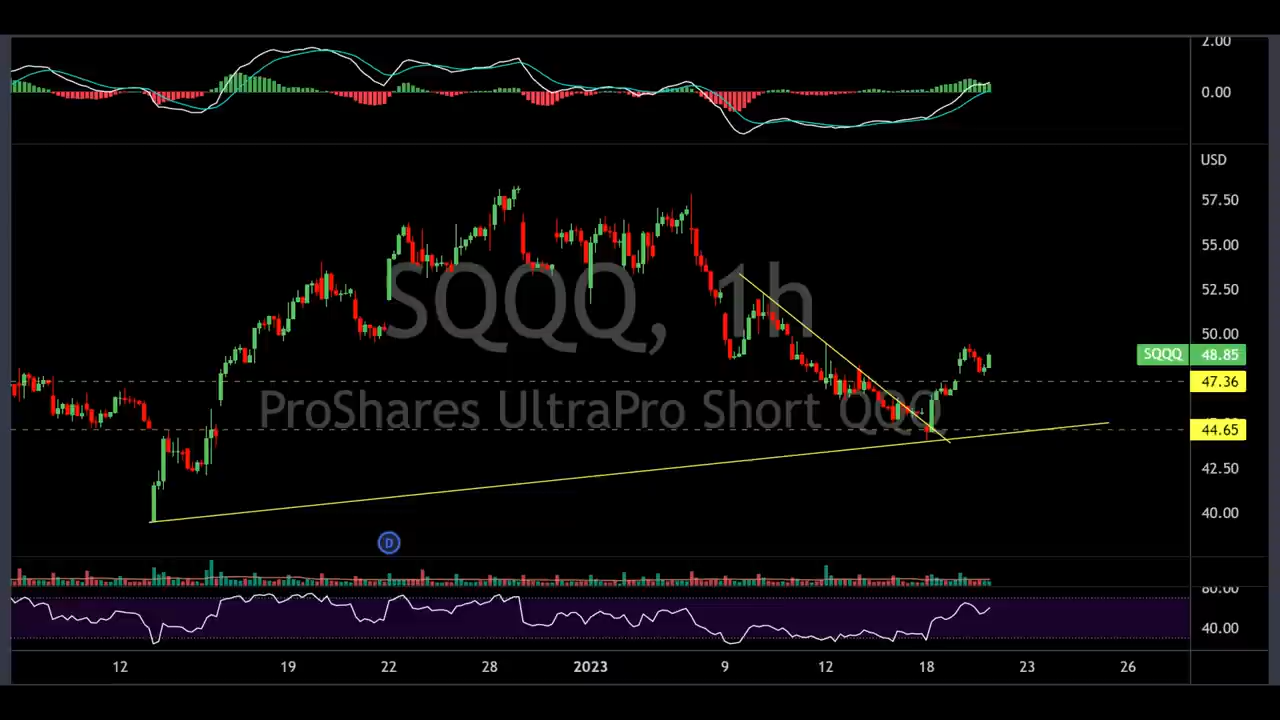 2.00
0.00
USD
57.50
55.00
52.50
50.00
SQQQ 48.85
47.36
44.65
42.50
40.00
SQQQ, 1h
ProShares UltraPro Short QQQ
D
80.00
40.00
12 19 22 28 2023 9 12 18 23 26